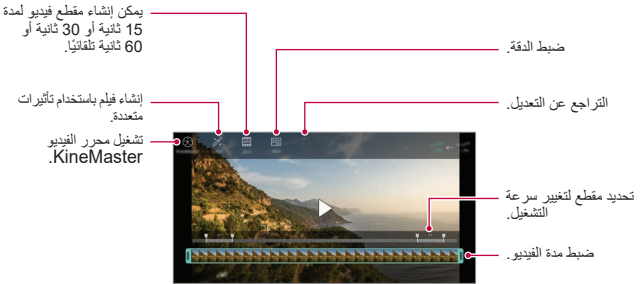 يمكن إنشاء مقطع فيديو لمدة
15 ثانية أو 30 ثانية أو
60 ثانية تلقائيًا.
إنشاء فيلم باستخدام تأثيرات
متعددة.
تشغيل محرر الفيديو
KineMaster.
ضبط الدقة.
التراجع عن التعديل.
تحديد مقطع لتغيير سرعة
التشغيل.
ضبط مدة الفيديو.